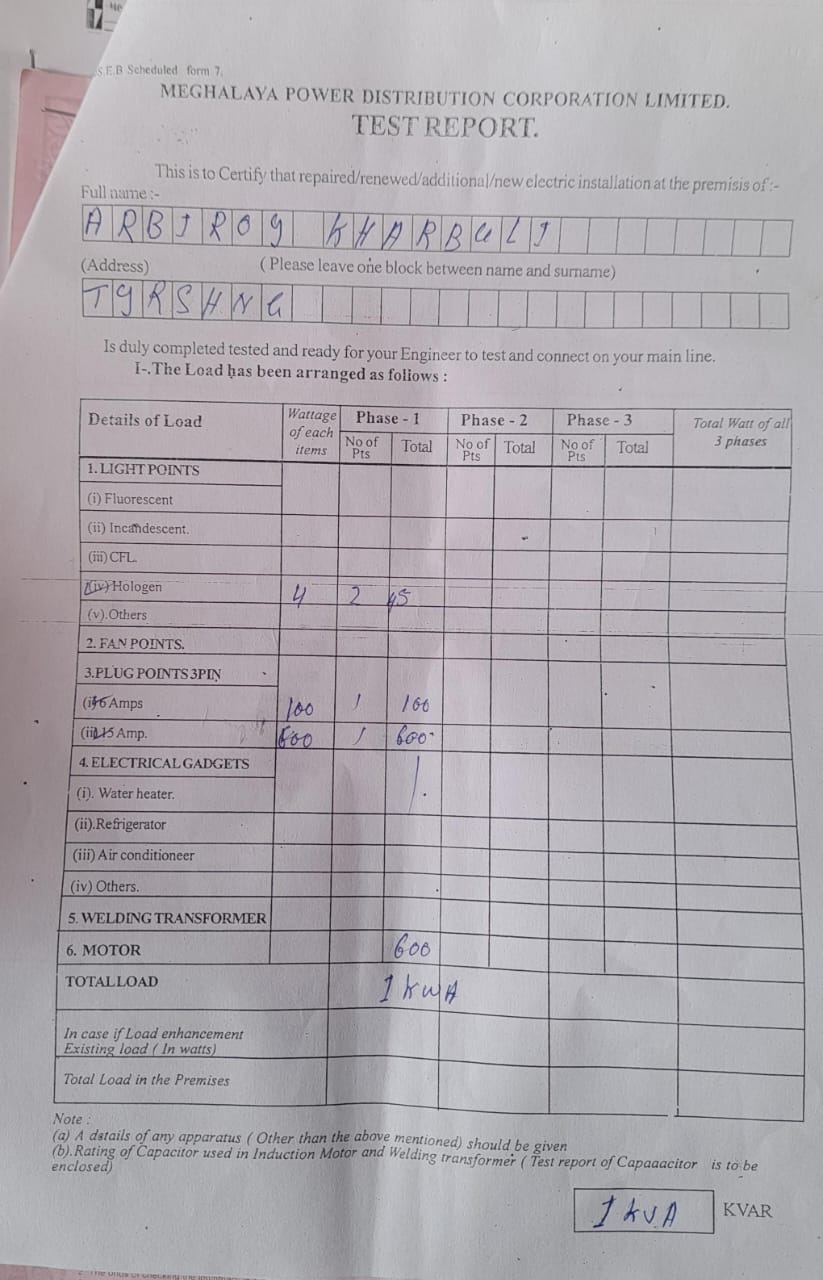 S.E.B Scheduled form 7.
MEGHALAYA POWER DISTRIBUTION CORPORATION LIMITED.
TEST REPORT.
This is to Certify that repaired/renewed/additional/new electric installation at the premisis of:-
Full name :-
ARBIROY KHARBULI
(Address) ( Please leave one block between name and surname)
TYRSHNG
Is duly completed tested and ready for your Engineer to test and connect on your main line.
I-.The Load has been arranged as follows :
Details of Load Wattage of each items Phase - 1 Phase - 2 Phase - 3 Total Watt of all 3 phases
No of Pts Total No of Pts Total No of Pts Total
1. LIGHT POINTS
(i) Fluorescent
(ii) Incandescent.
(iii) CFL.
(iv) Hologen 4 2 45
(v).Others
2. FAN POINTS.
3.PLUG POINTS 3PIN
(i) 6 Amps 100 1 100
(ii) 15 Amp. 600 1 600
4. ELECTRICAL GADGETS
(i). Water heater.
(ii).Refrigerator
(iii) Air conditioneer
(iv) Others.
5. WELDING TRANSFORMER
6. MOTOR 600
TOTAL LOAD 1 KWA
In case if Load enhancement
Existing load ( In watts)
Total Load in the Premises
Note :
(a) A datails of any apparatus ( Other than the above mentioned) should be given
(b).Rating of Capacitor used in Induction Motor and Welding transformer ( Test report of Capaaacitor is to be
enclosed)
1 KVA KVAR